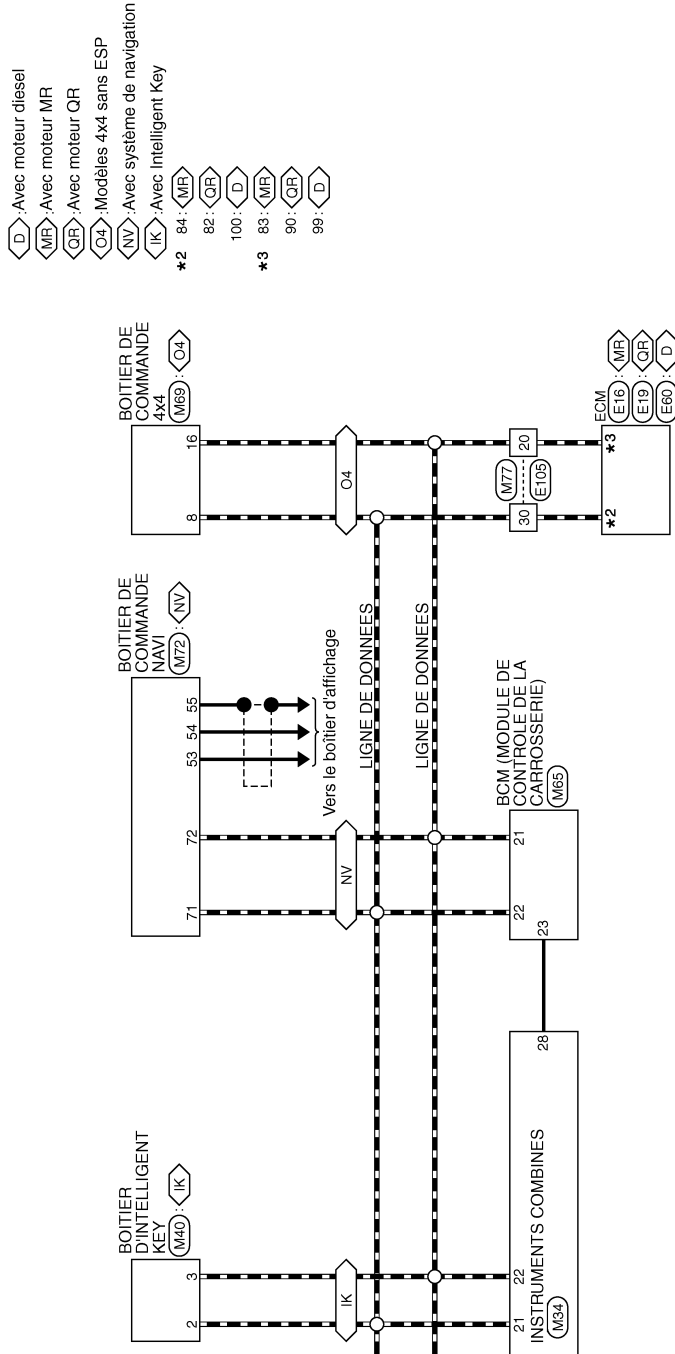 D :Avec moteur diesel
MR :Avec moteur MR
QR :Avec moteur QR
O4 :Modèles 4x4 sans ESP
NV :Avec système de navigation
IK :Avec Intelligent Key
*2 84: MR
82: QR
100: D
*3 83: MR
90: QR
99: D
BOITIER
D'INTELLIGENT
KEY
M40 : IK
2
3
BOITIER DE
COMMANDE
NAVI
M72 : NV
71
72
53
54
55
BOITIER DE
COMMANDE
4x4
M69 : O4
8
16
IK
NV
O4
Vers le boîtier d'affichage
LIGNE DE DONNEES
LIGNE DE DONNEES
M77
30
20
E105
ECM
E16 : MR
E19 : QR
E60 : D
*2
*3
BCM (MODULE DE
CONTROLE DE LA
CARROSSERIE)
M65
22
21
23
28
21
22
INSTRUMENTS COMBINES
M34